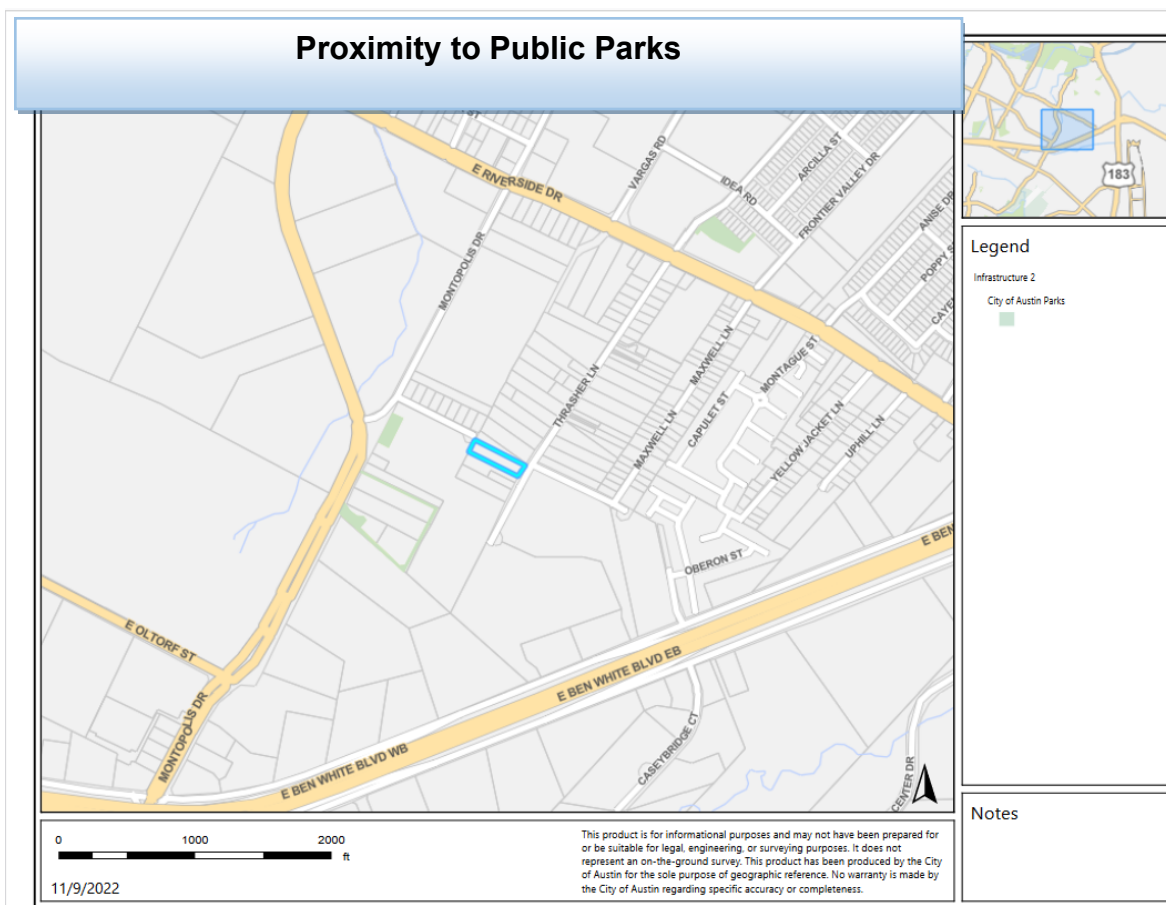 Proximity to Public Parks
183
ST
E RIVERSIDE DR
VARGAS RD
IDEA RD
ARCILLA ST
FRONTIER VALLEY DR
ANISE DR
POPPY S
CAYE
MONTOPOLIS DR
THRASHER LN
MAXWELL LN
MAXWELL LN
CAPULET ST
MONTAGUE ST
YELLOW JACKET LN
UPHILL LN
OBERON ST
E BEN
E OLTORF ST
MONTOPOLIS DR
E BEN WHITE BLVD EB
E BEN WHITE BLVD WB
CASEYBRIDGE CT
CENTER DR
Legend
Infrastructure 2
City of Austin Parks
Notes
0 1000 2000
ft
11/9/2022
This product is for informational purposes and may not have been prepared for
or be suitable for legal, engineering, or surveying purposes. It does not
represent an on-the-ground survey. This product has been produced by the City
of Austin for the sole purpose of geographic reference. No warranty is made by
the City of Austin regarding specific accuracy or completeness.